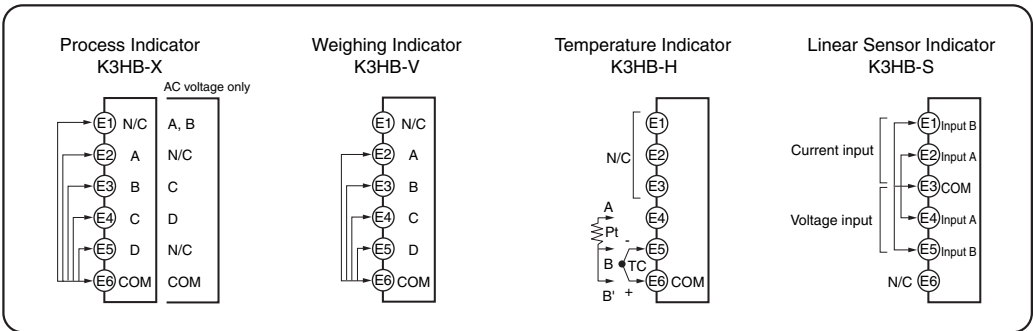 Process Indicator
K3HB-X
AC voltage only
E1 N/C A, B
E2 A N/C
E3 B C
E4 C D
E5 D N/C
E6 COM COM
Weighing Indicator
K3HB-V
E1 N/C
E2 A
E3 B
E4 C
E5 D
E6 COM
Temperature Indicator
K3HB-H
E1
N/C E2
E3
A E4
Pt
- E5
B TC
B' + E6 COM
Linear Sensor Indicator
K3HB-S
E1 Input B
Current input E2 Input A
E3 COM
Voltage input E4 Input A
E5 Input B
N/C E6